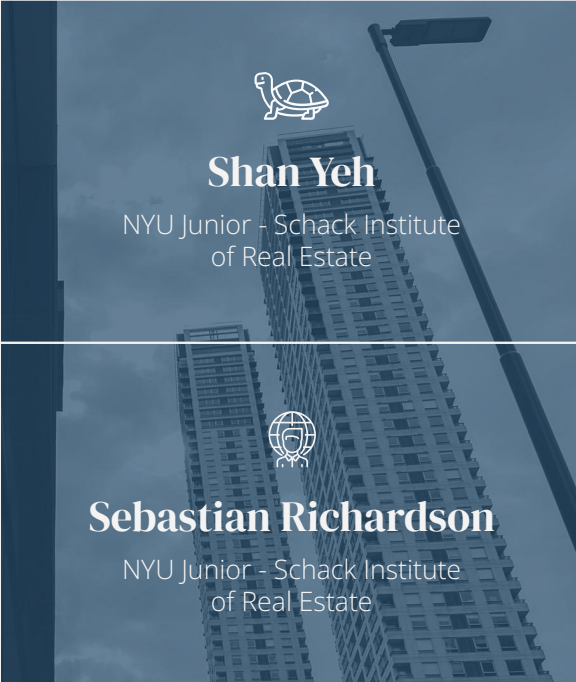 Shan Yeh
NYU Junior - Schack Institute
of Real Estate
Sebastian Richardson
NYU Junior - Schack Institute
of Real Estate